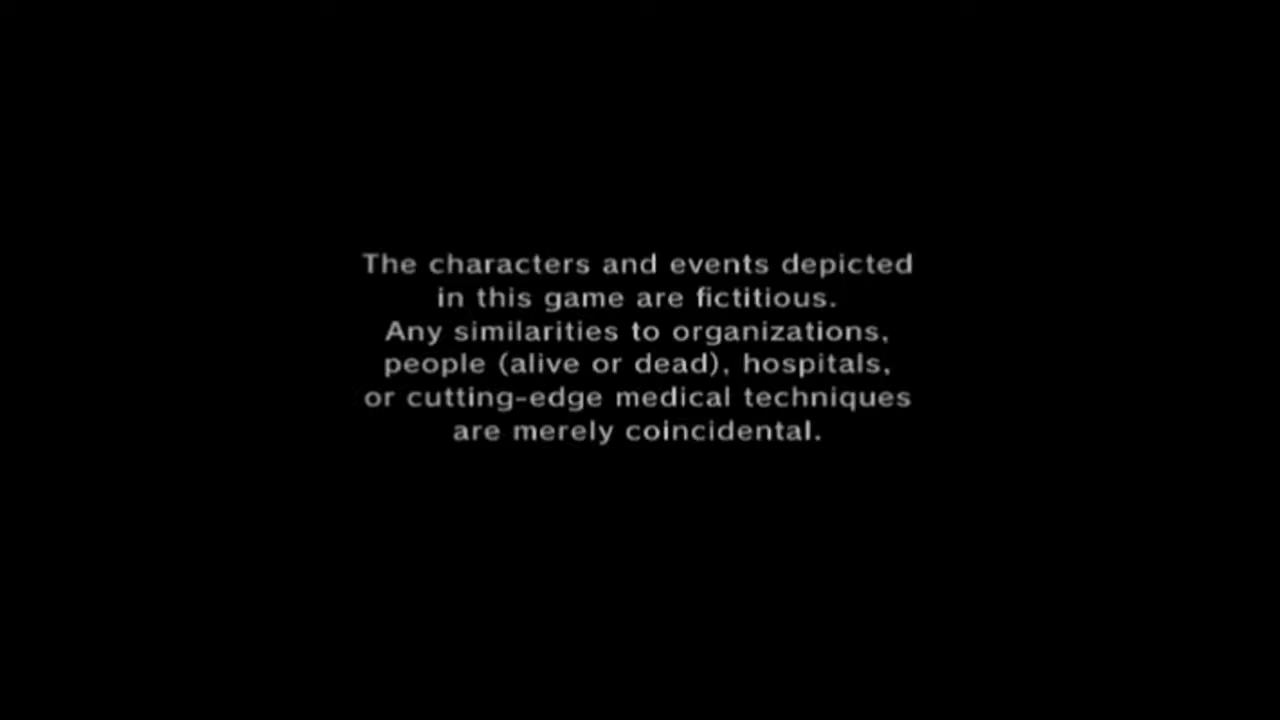 The characters and events depicted
in this game are fictitious.
Any similarities to organizations,
people (alive or dead), hospitals,
or cutting-edge medical techniques
are merely coincidental.